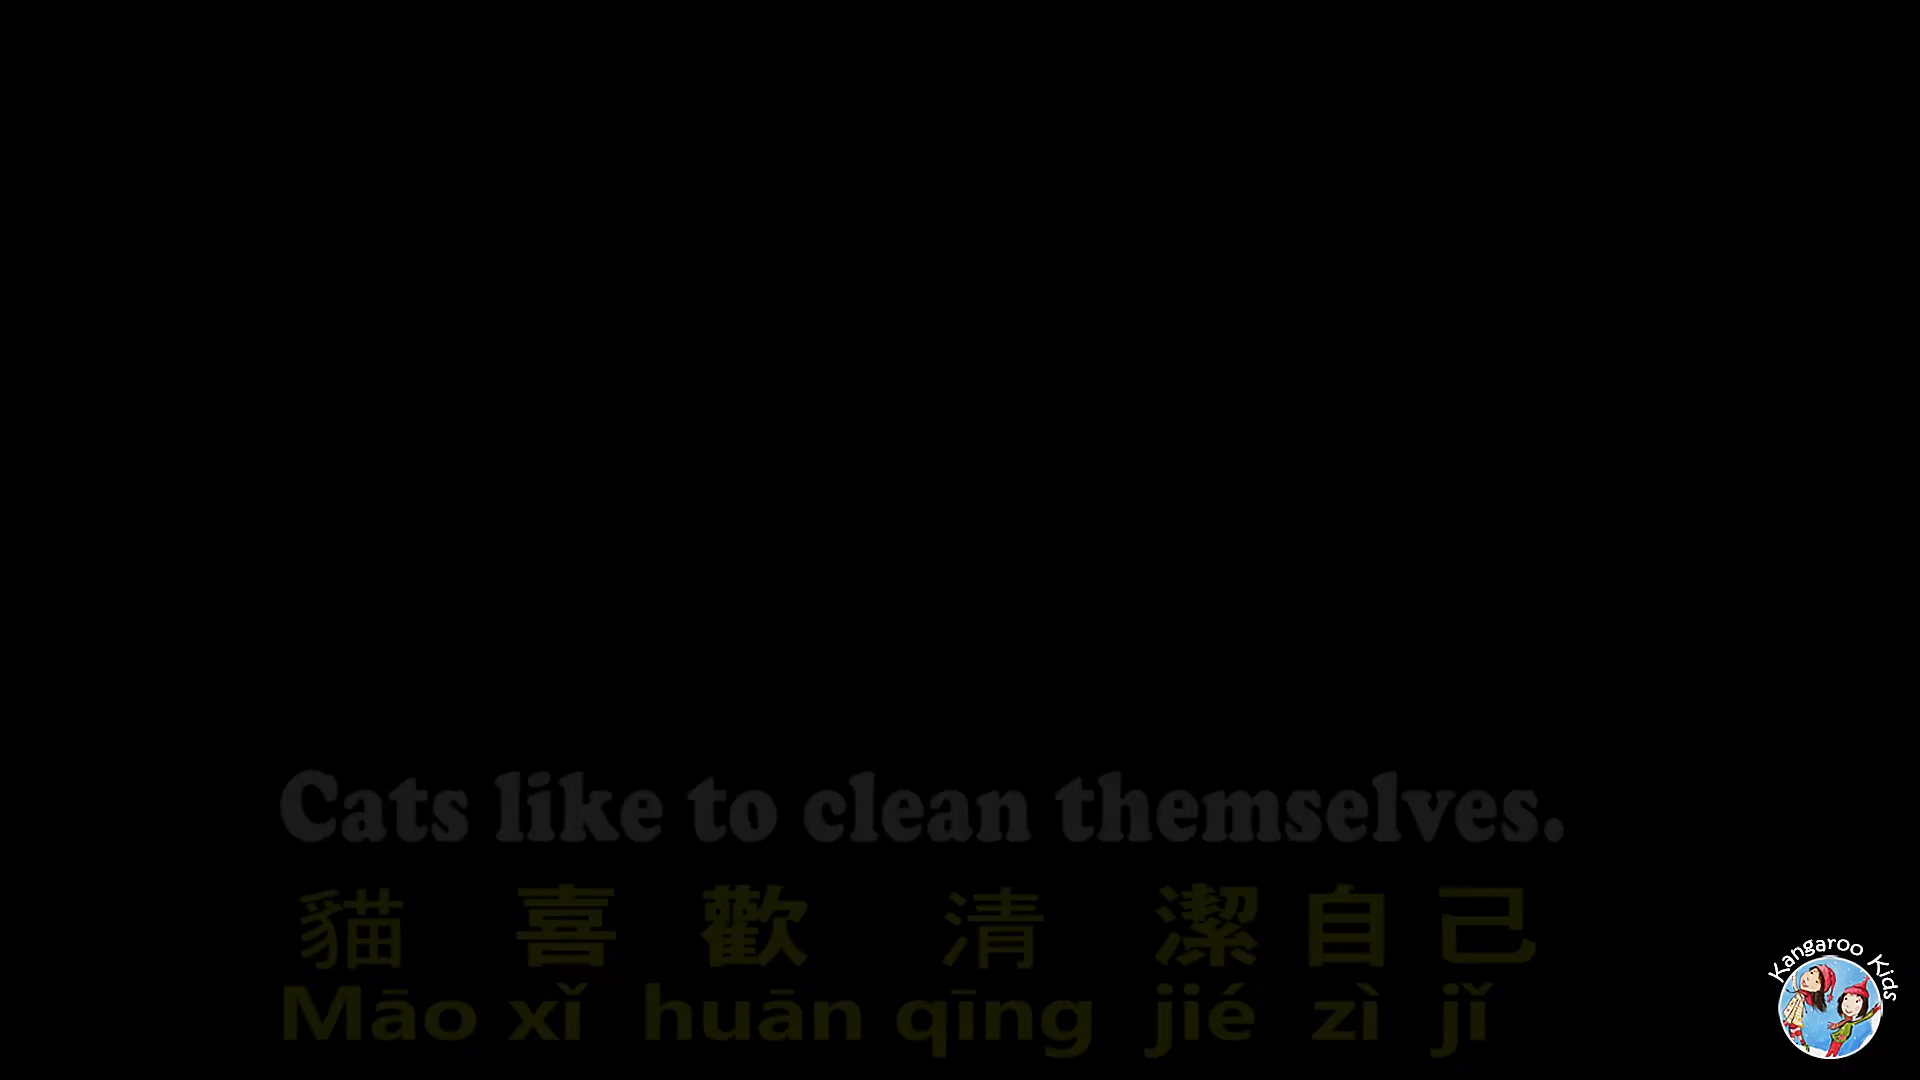 Cats like to clean themselves.
貓 喜 歡 清 潔 自 己
Māo xǐ huān qīng jié zì jǐ
Kangaroo Kids